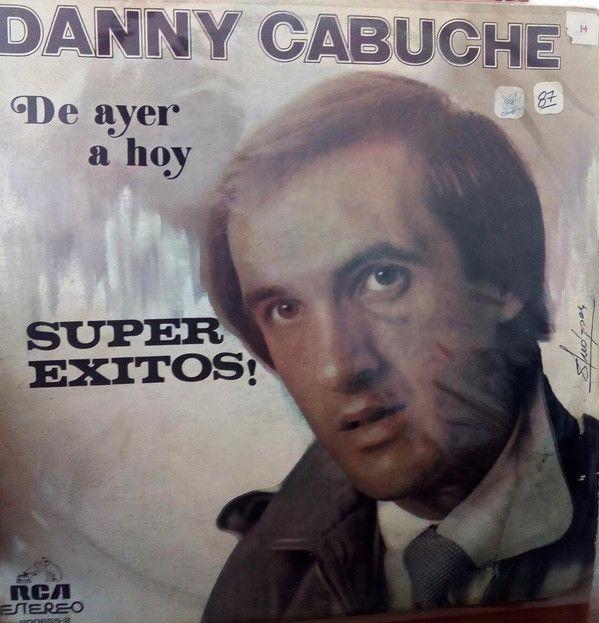 DANNY CABUCHE
De ayer
a hoy
87
SUPER
EXITOS!
RCA
ESTEREO